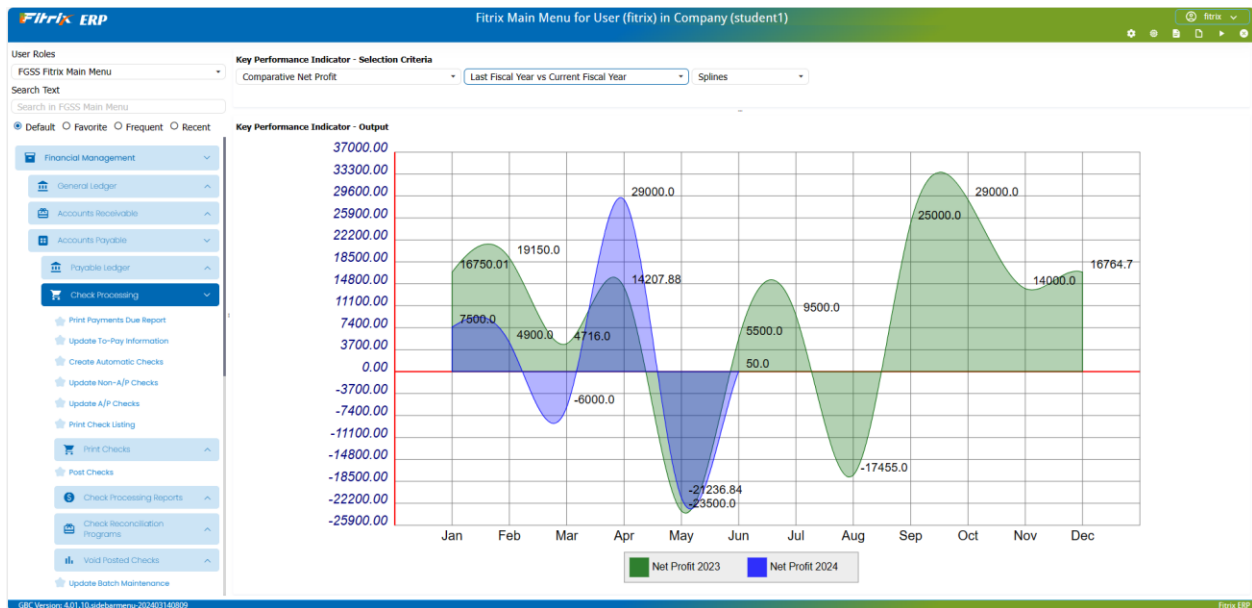 Fitrix ERP
Fitrix Main Menu for User (fitrix) in Company (student1)
fitrix
User Roles
FGSS Fitrix Main Menu
Search Text
Search in FGSS Main Menu
Default Favorite Frequent Recent
Financial Management
General Ledger
Accounts Receivable
Accounts Payable
Payable Ledger
Check Processing
Print Payments Due Report
Update To-Pay Information
Create Automatic Checks
Update Non-A/P Checks
Update A/P Checks
Print Check Listing
Print Checks
Post Checks
Check Processing Reports
Check Reconciliation
Programs
Void Posted Checks
Update Batch Maintenance
Key Performance Indicator - Selection Criteria
Comparative Net Profit
Last Fiscal Year vs Current Fiscal Year
Splines
Key Performance Indicator - Output
37000.00
33300.00
29600.00
25900.00
22200.00
18500.00
14800.00
11100.00
7400.00
3700.00
0.00
-3700.00
-7400.00
-11100.00
-14800.00
-18500.00
-22200.00
-25900.00
16750.01
19150.0
4716.0
14207.88
-23500.0
5500.0
9500.0
-17455.0
25000.0
29000.0
14000.0
16764.7
7500.0
4900.0
-6000.0
29000.0
-21236.84
50.0
Jan Feb Mar Apr May Jun Jul Aug Sep Oct Nov Dec
Net Profit 2023 Net Profit 2024
GBC Version: 4.01.10.sidebarmenu-202403140809
Fitrix ERP